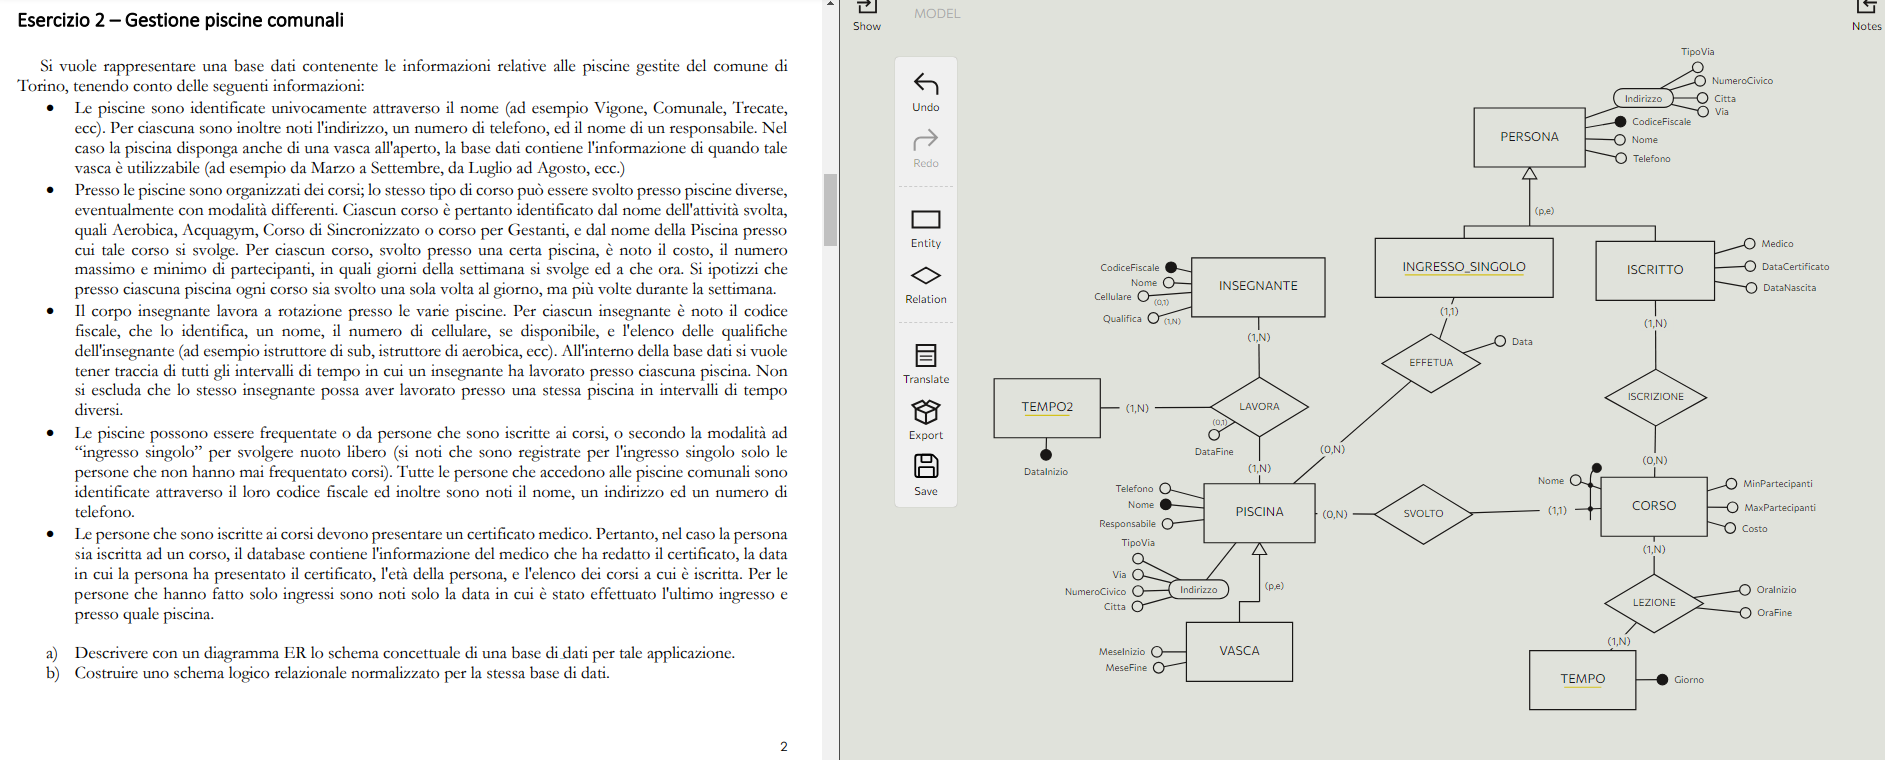 Esercizio 2 – Gestione piscine comunali
Si vuole rappresentare una base dati contenente le informazioni relative alle piscine gestite del comune di
Torino, tenendo conto delle seguenti informazioni:
• Le piscine sono identificate univocamente attraverso il nome (ad esempio Vigone, Comunale, Trecate,
ecc). Per ciascuna sono inoltre noti l'indirizzo, un numero di telefono, ed il nome di un responsabile. Nel
caso la piscina disponga anche di una vasca all'aperto, la base dati contiene l'informazione di quando tale
vasca è utilizzabile (ad esempio da Marzo a Settembre, da Luglio ad Agosto, ecc.)
• Presso le piscine sono organizzati dei corsi; lo stesso tipo di corso può essere svolto presso piscine diverse,
eventualmente con modalità differenti. Ciascun corso è pertanto identificato dal nome dell'attività svolta,
quali Aerobica, Acquagym, Corso di Sincronizzato o corso per Gestanti, e dal nome della Piscina presso
cui tale corso si svolge. Per ciascun corso, svolto presso una certa piscina, è noto il costo, il numero
massimo e minimo di partecipanti, in quali giorni della settimana si svolge ed a che ora. Si ipotizzi che
presso ciascuna piscina ogni corso sia svolto una sola volta al giorno, ma più volte durante la settimana.
• Il corpo insegnante lavora a rotazione presso le varie piscine. Per ciascun insegnante è noto il codice
fiscale, che lo identifica, un nome, il numero di cellulare, se disponibile, e l'elenco delle qualifiche
dell'insegnante (ad esempio istruttore di sub, istruttore di aerobica, ecc). All'interno della base dati si vuole
tener traccia di tutti gli intervalli di tempo in cui un insegnante ha lavorato presso ciascuna piscina. Non
si escluda che lo stesso insegnante possa aver lavorato presso una stessa piscina in intervalli di tempo
diversi.
• Le piscine possono essere frequentate o da persone che sono iscritte ai corsi, o secondo la modalità ad
“ingresso singolo” per svolgere nuoto libero (si noti che sono registrate per l'ingresso singolo solo le
persone che non hanno mai frequentato corsi). Tutte le persone che accedono alle piscine comunali sono
identificate attraverso il loro codice fiscale ed inoltre sono noti il nome, un indirizzo ed un numero di
telefono.
• Le persone che sono iscritte ai corsi devono presentare un certificato medico. Pertanto, nel caso la persona
sia iscritta ad un corso, il database contiene l'informazione del medico che ha redatto il certificato, la data
in cui la persona ha presentato il certificato, l'età della persona, e l'elenco dei corsi a cui è iscritta. Per le
persone che hanno fatto solo ingressi sono noti solo la data in cui è stato effettuato l'ultimo ingresso e
presso quale piscina.
a) Descrivere con un diagramma ER lo schema concettuale di una base di dati per tale applicazione.
b) Costruire uno schema logico relazionale normalizzato per la stessa base di dati.
2
Show
MODEL
Notes
Undo
Redo
Entity
Relation
Translate
Export
Save
TipoVia
NumeroCivico
Indirizzo
Citta
Via
PERSONA
CodiceFiscale
Nome
Telefono
(p,e)
INGRESSO_SINGOLO
ISCRITTO
Medico
DataCertificato
DataNascita
CodiceFiscale
Nome
Cellulare
(0,1)
Qualifica
(1,N)
INSEGNANTE
(1,N)
(1,1)
(1,N)
EFFETUA
Data
TEMPO2
(1,N)
LAVORA
(0,1)
DataFine
DataInizio
ISCRIZIONE
(1,N)
(0,N)
(0,N)
Telefono
Nome
Responsabile
PISCINA
(0,N)
SVOLTO
(1,1)
Nome
CORSO
MinPartecipanti
MaxPartecipanti
Costo
TipoVia
Via
NumeroCivico
Citta
Indirizzo
(p,e)
(1,N)
LEZIONE
OraInizio
OraFine
MeseInizio
MeseFine
VASCA
(1,N)
TEMPO
Giorno